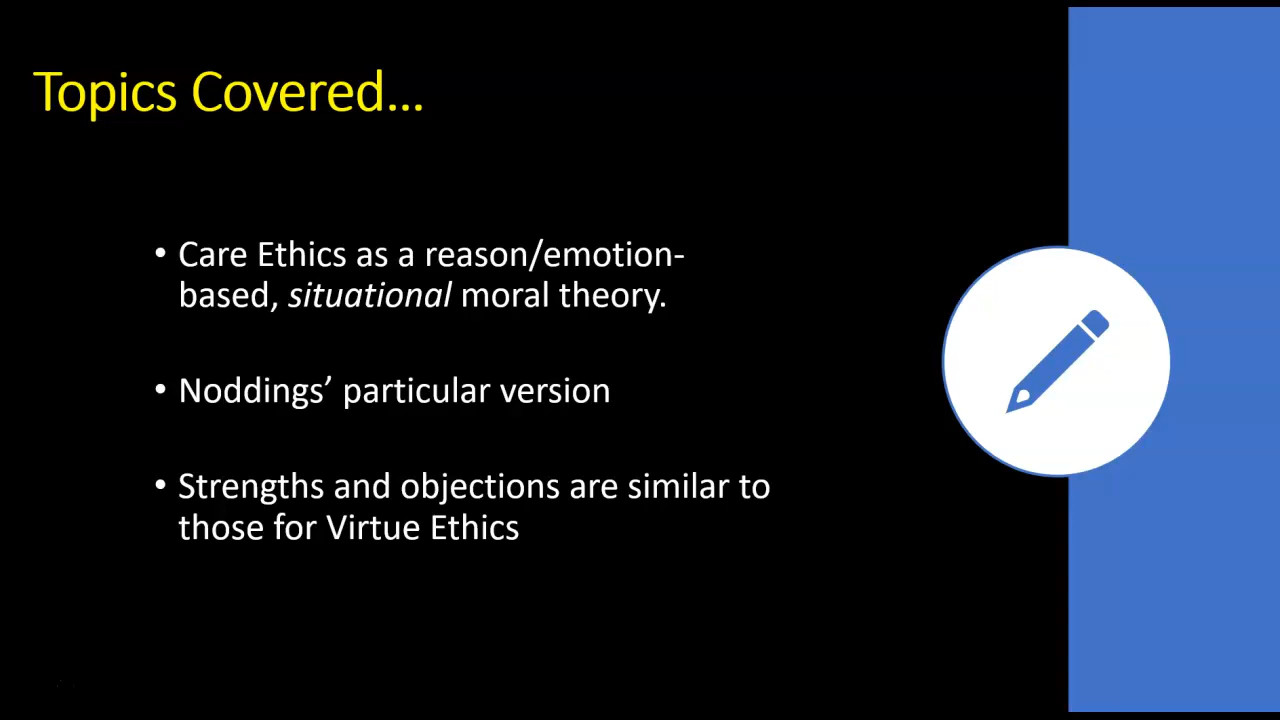 Topics Covered...
• Care Ethics as a reason/emotion-
based, situational moral theory.
• Noddings’ particular version
• Strengths and objections are similar to
those for Virtue Ethics